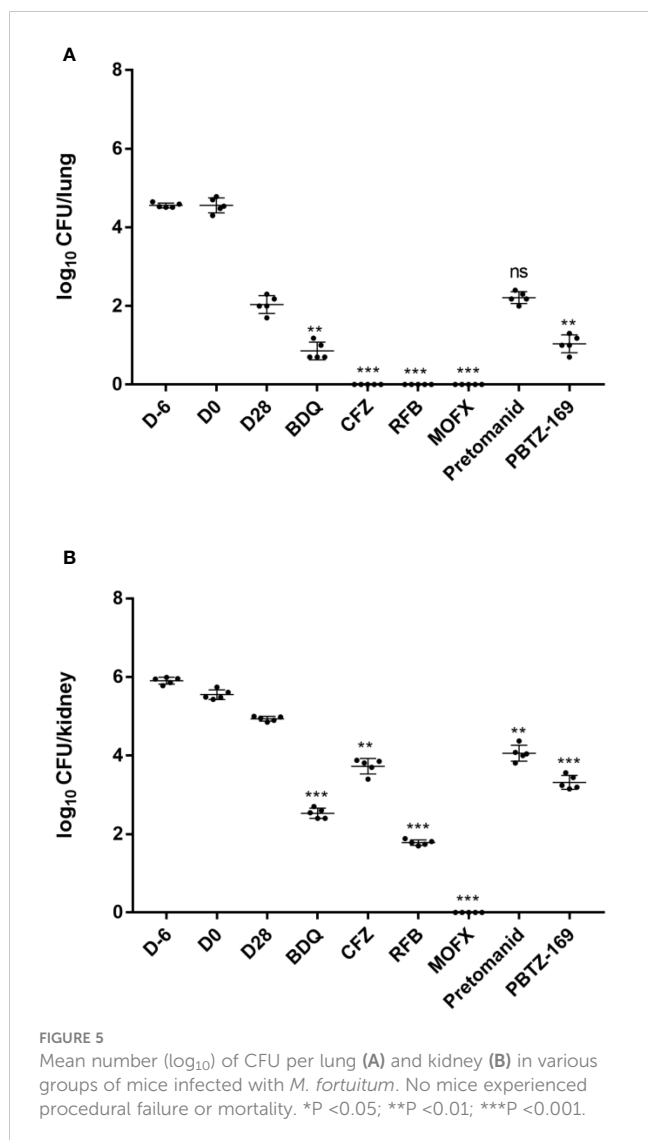 A
8
6
4
2
0
log10 CFU/lung
**
***
***
***
ns
**
D-6
D0
D28
BDQ
CFZ
RFB
MOFX
Pretomanid
PBTZ-169
B
8
6
4
2
0
log10 CFU/kidney
***
**
***
***
**
***
D-6
D0
D28
BDQ
CFZ
RFB
MOFX
Pretomanid
PBTZ-169
FIGURE 5
Mean number (log10) of CFU per lung (A) and kidney (B) in various
groups of mice infected with M. fortuitum. No mice experienced
procedural failure or mortality. *P <0.05; **P <0.01; ***P <0.001.